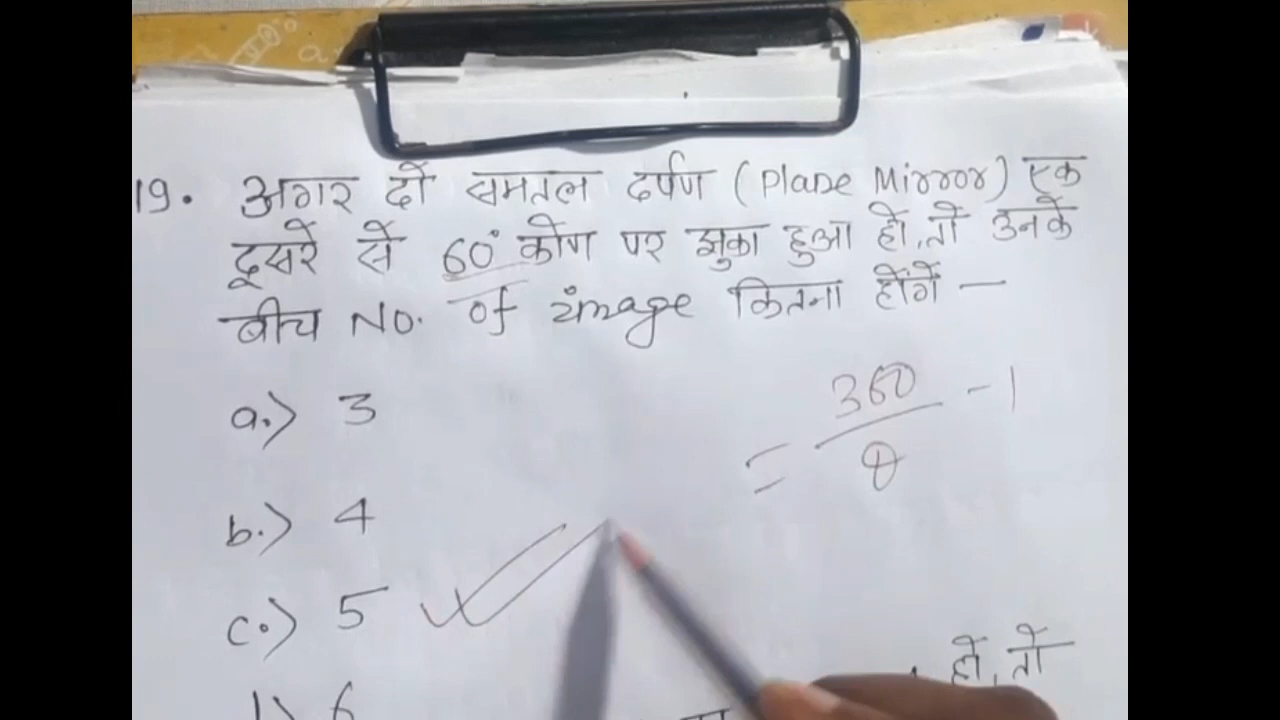 19. अगर दो समतल दर्पण (Plane Mirror) एक
दूसरे से 60° कोण पर झुका हुआ हो, तो उनके
बीच No. of image कितना होंगें —
a.) 3
= 360/θ - 1
b.) 4
c.) 5
हो, तो
6